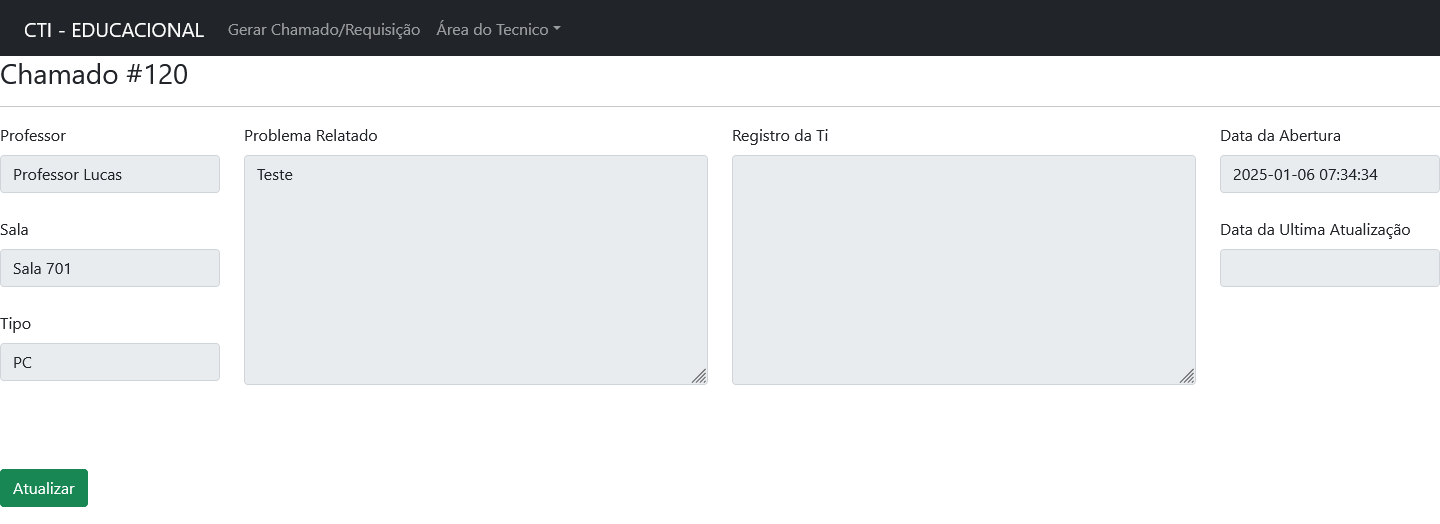 CTI - EDUCACIONAL Gerar Chamado/Requisição Área do Tecnico
Chamado #120
Professor
Professor Lucas
Sala
Sala 701
Tipo
PC
Problema Relatado
Teste
Registro da Ti
Data da Abertura
2025-01-06 07:34:34
Data da Ultima Atualização
Atualizar